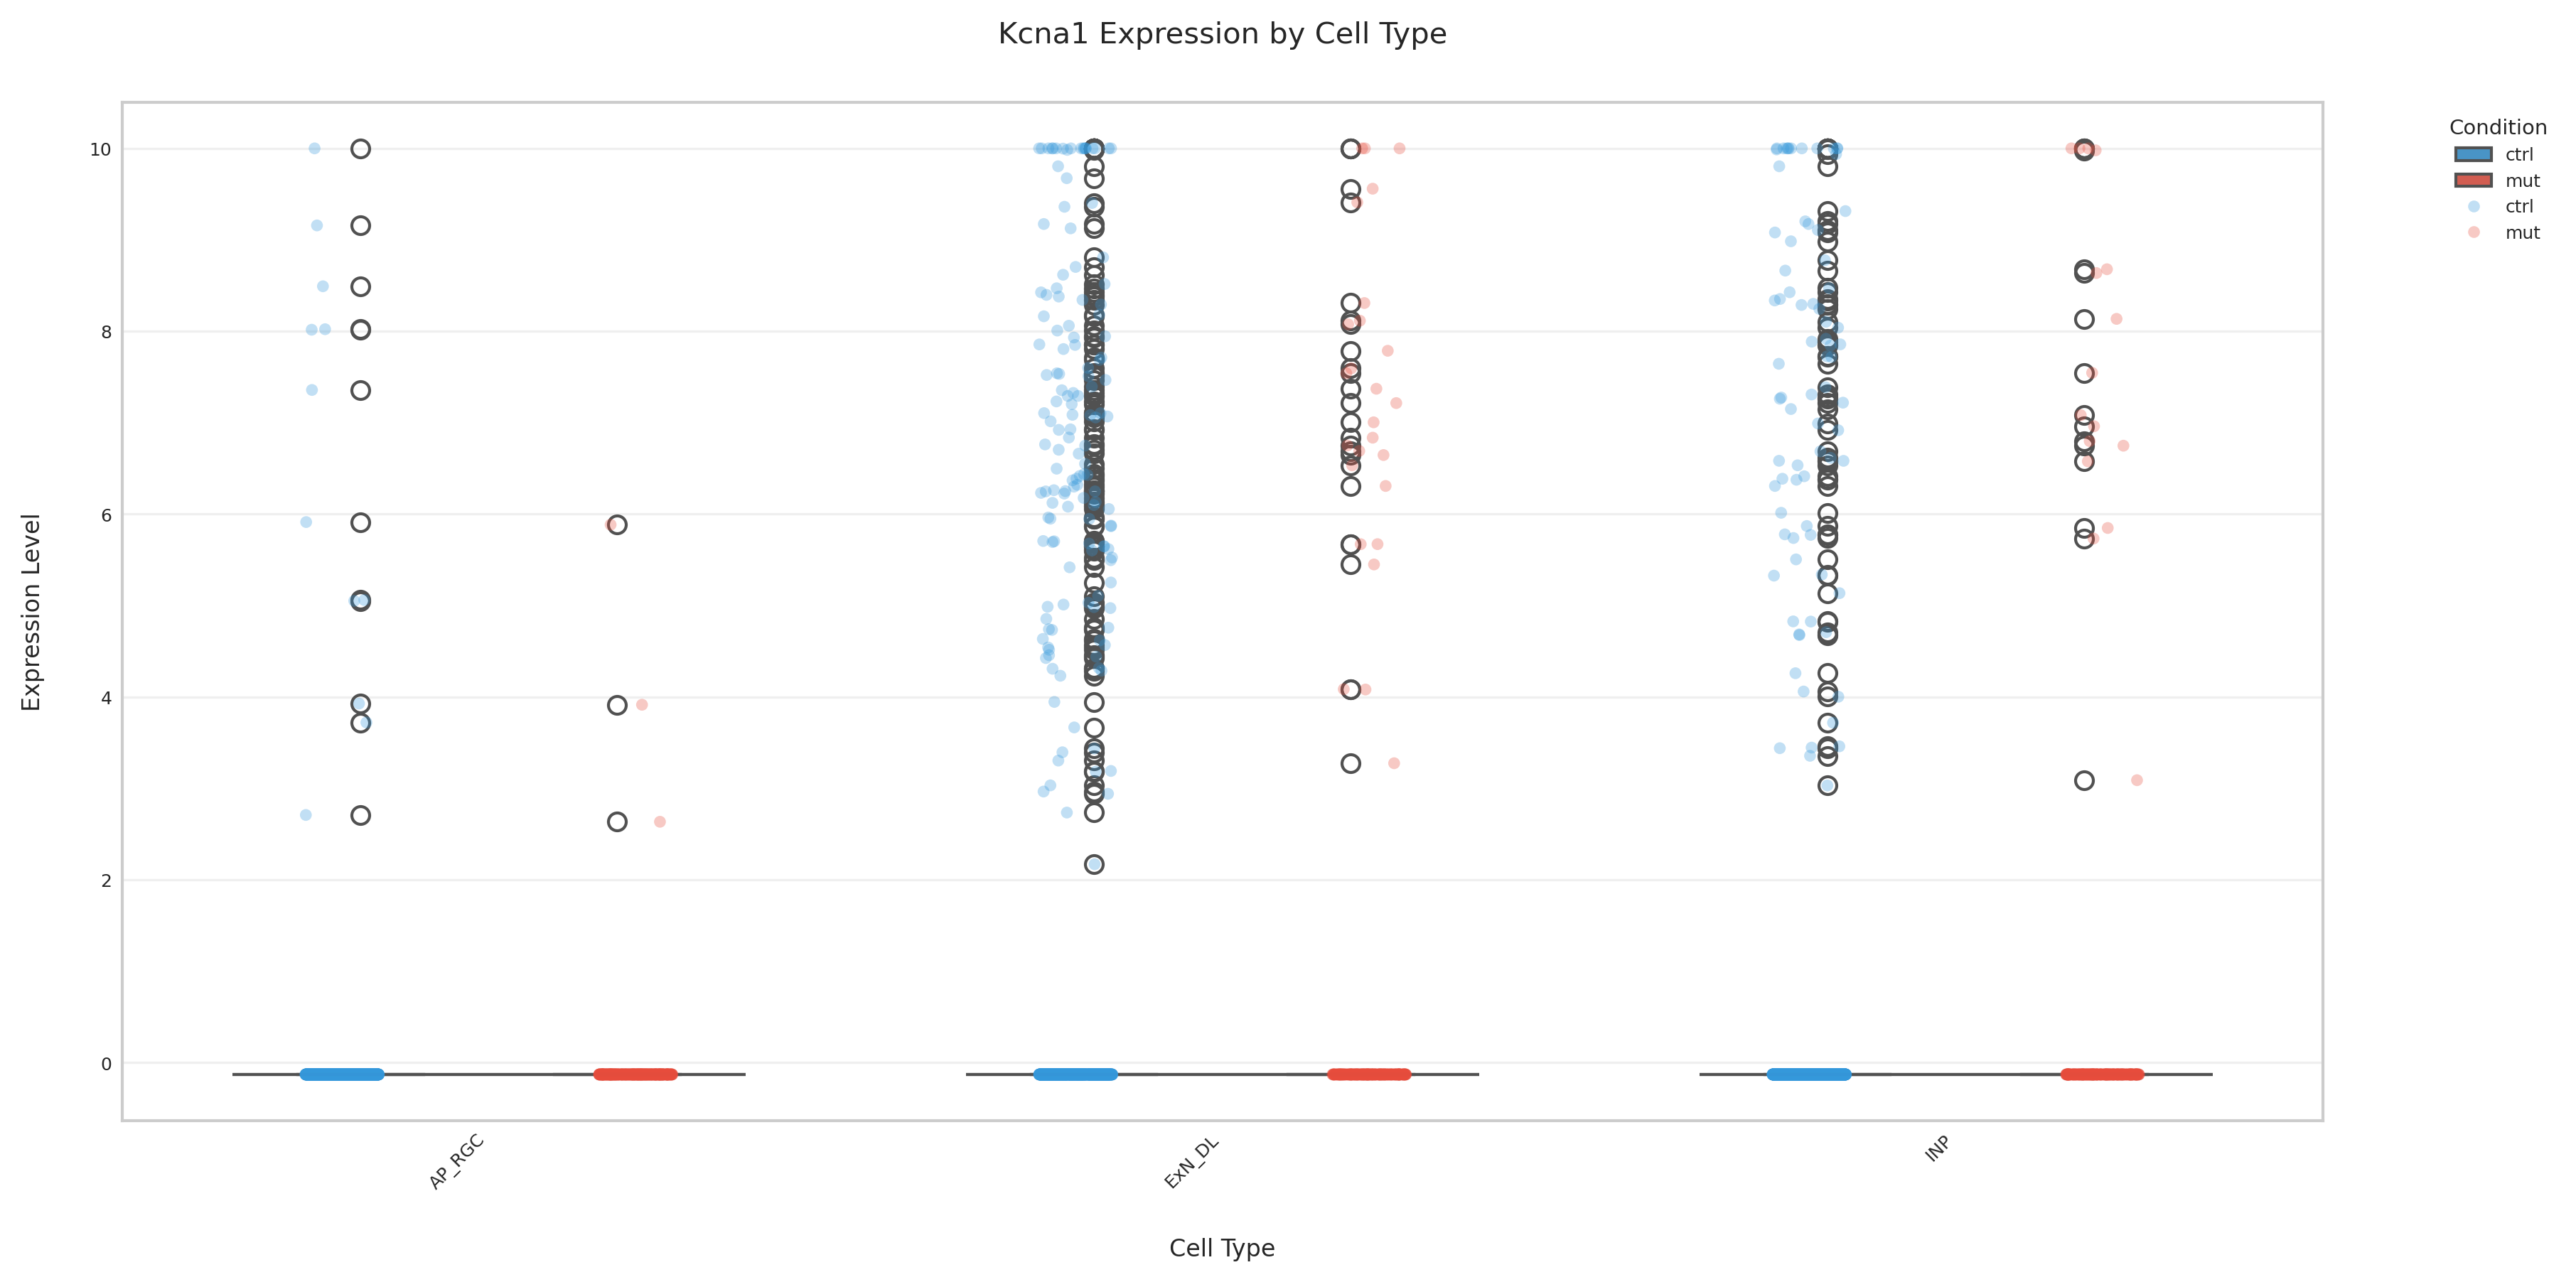 Kcna1 Expression by Cell Type
Condition
ctrl
mut
ctrl
mut
Expression Level
10
8
6
4
2
0
AP_RGC
ExN_DL
INP
Cell Type